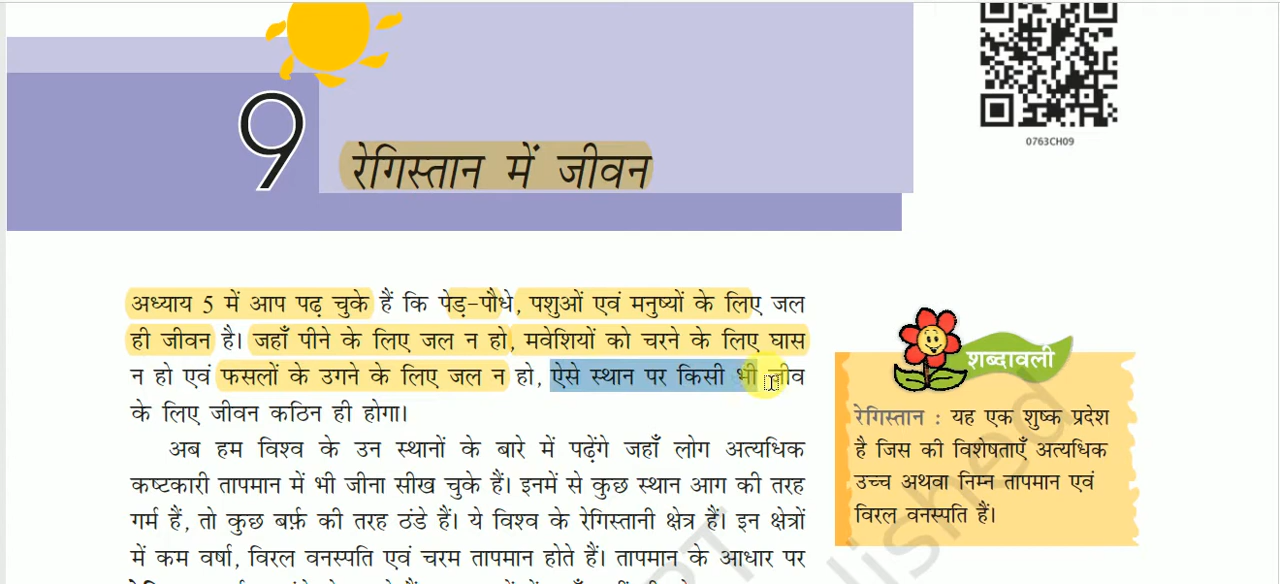 0763CH09
9
रेगिस्तान में जीवन
अध्याय 5 में आप पढ़ चुके हैं कि पेड़-पौधे, पशुओं एवं मनुष्यों के लिए जल
ही जीवन है। जहाँ पीने के लिए जल न हो, मवेशियों को चरने के लिए घास
न हो एवं फसलों के उगने के लिए जल न हो, ऐसे स्थान पर किसी भी जीव
के लिए जीवन कठिन ही होगा।
अब हम विश्व के उन स्थानों के बारे में पढ़ेंगे जहाँ लोग अत्यधिक
कष्टकारी तापमान में भी जीना सीख चुके हैं। इनमें से कुछ स्थान आग की तरह
गर्म हैं, तो कुछ बर्फ़ की तरह ठंडे हैं। ये विश्व के रेगिस्तानी क्षेत्र हैं। इन क्षेत्रों
में कम वर्षा, विरल वनस्पति एवं चरम तापमान होते हैं। तापमान के आधार पर
शब्दावली
रेगिस्तान : यह एक शुष्क प्रदेश
है जिस की विशेषताएँ अत्यधिक
उच्च अथवा निम्न तापमान एवं
विरल वनस्पति हैं।